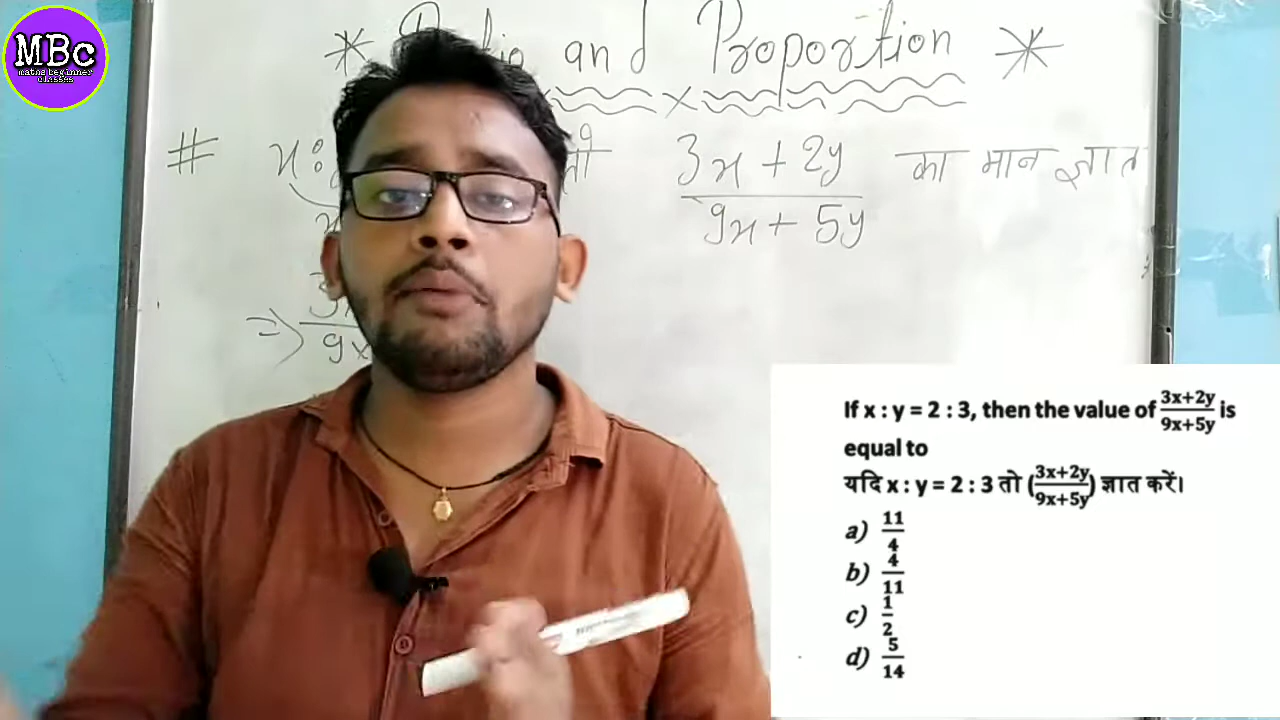 MBC
maths beginner
classes
* and Proportion *
# x : तो 3x + 2y / 9x + 5y का मान ज्ञात
=> 9x
If x : y = 2 : 3, then the value of 3x+2y / 9x+5y is
equal to
यदि x : y = 2 : 3 तो (3x+2y / 9x+5y) ज्ञात करें।
a) 11/4
b) 4/11
c) 1/2
d) 5/14